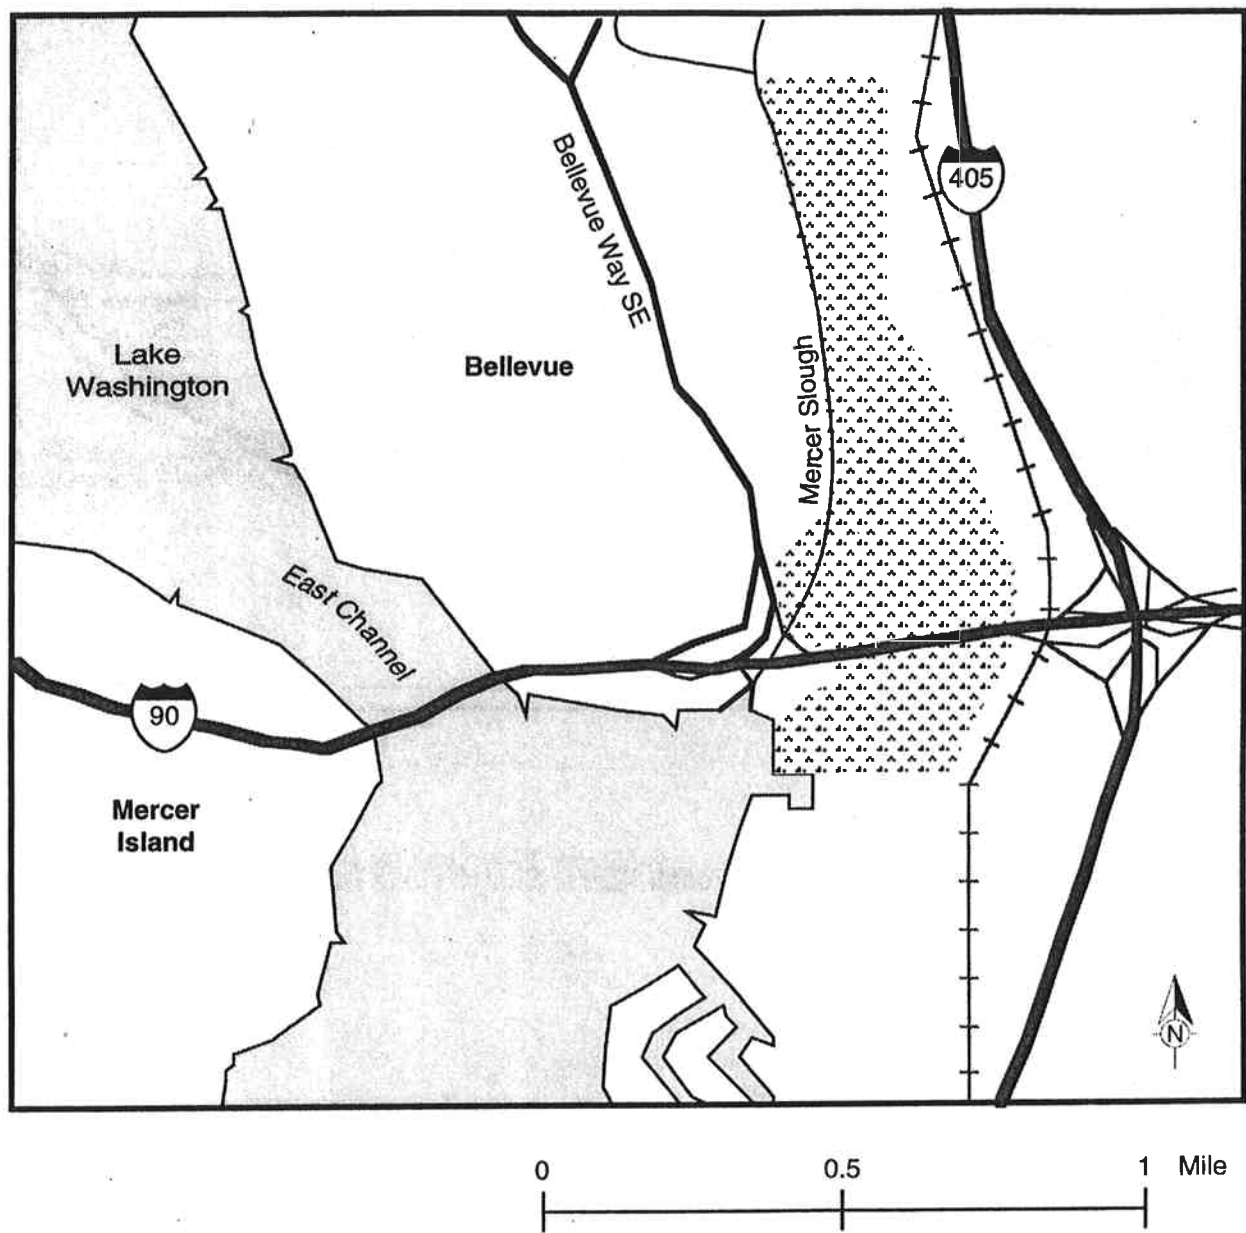 405
Bellevue Way SE
Lake
Washington
Bellevue
Mercer Slough
East Channel
90
Mercer
Island
N
0
0.5
1 Mile